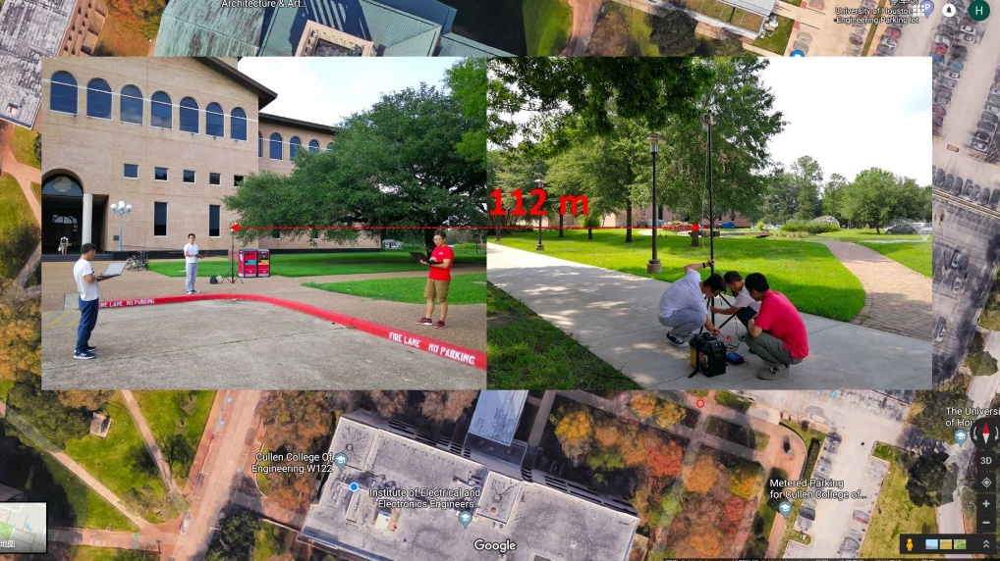 Architecture & Art..
University of Houston
-Engineering Parking lot
P
H
112 m
FIRE LANE NO PARKING
FIRE LANE NO PARKING
The Universi
of Hou
Cullen College Of
Engineering W122
Institute of Electrical and
Electronics Engineers...
Metered Parking
for Cullen College of...
3D
地图
Google